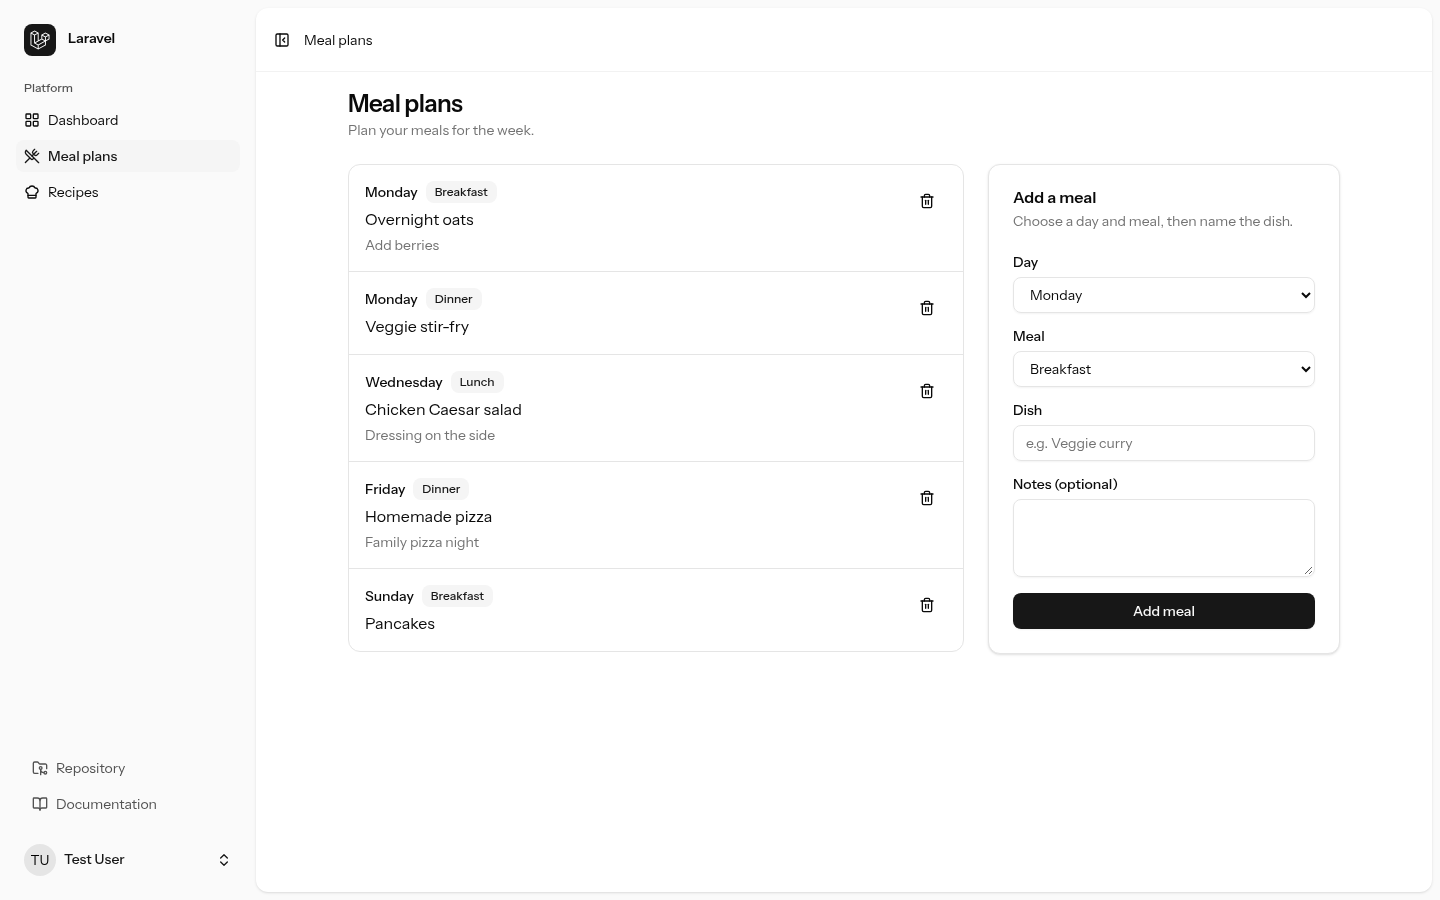 Laravel
Platform
Dashboard
Meal plans
Recipes
Repository
Documentation
TU
Test User
Meal plans
Meal plans
Plan your meals for the week.
Monday Breakfast
Overnight oats
Add berries
Monday Dinner
Veggie stir-fry
Wednesday Lunch
Chicken Caesar salad
Dressing on the side
Friday Dinner
Homemade pizza
Family pizza night
Sunday Breakfast
Pancakes
Add a meal
Choose a day and meal, then name the dish.
Day
Monday
Meal
Breakfast
Dish
e.g. Veggie curry
Notes (optional)
Add meal